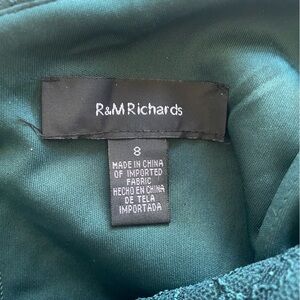 R&M Richards
8
MADE IN CHINA
OF IMPORTED
FABRIC
HECHO EN CHINA
DE TELA
IMPORTADA